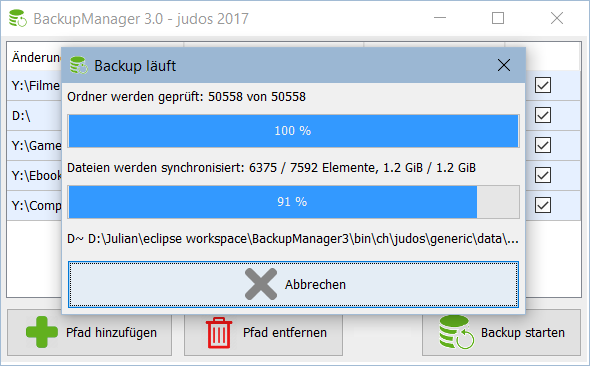 BackupManager 3.0 - judos 2017
Änderun
Backup läuft
Ordner werden geprüft: 50558 von 50558
100 %
Dateien werden synchronisiert: 6375 / 7592 Elemente, 1.2 GiB / 1.2 GiB
91 %
D~ D:\Julian\eclipse workspace\BackupManager3\bin\ch\judos\generic\data\...
Abbrechen
Y:\Filme
D:\
Y:\Game
Y:\Ebook
Y:\Comp
Pfad hinzufügen
Pfad entfernen
Backup starten